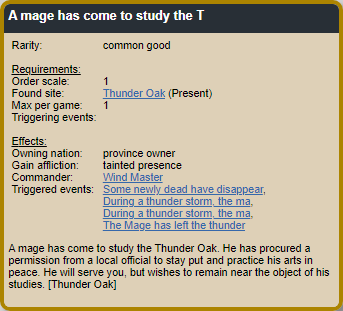 A mage has come to study the T
Rarity: common good
Requirements:
Order scale: 1
Found site: Thunder Oak (Present)
Max per game: 1
Triggering events:
Effects:
Owning nation: province owner
Gain affliction: tainted presence
Commander: Wind Master
Triggered events: Some newly dead have disappear,
During a thunder storm, the ma,
During a thunder storm, the ma,
The Mage has left the thunder
A mage has come to study the Thunder Oak. He has procured a
permission from a local official to stay put and practice his arts in
peace. He will serve you, but wishes to remain near the object of his
studies. [Thunder Oak]